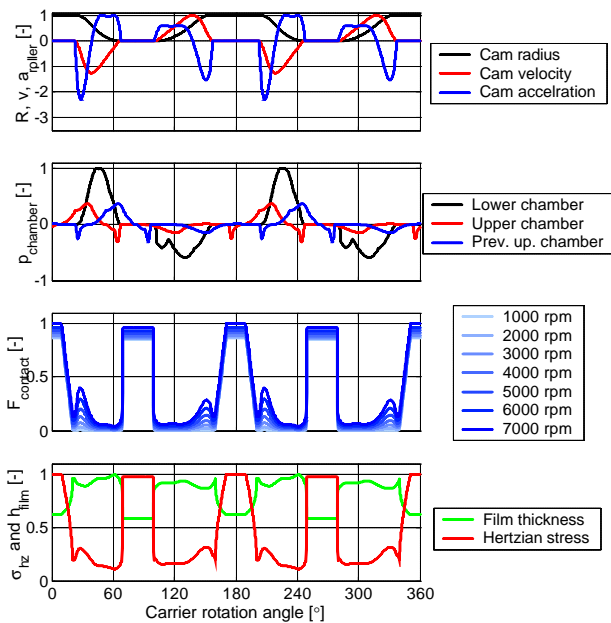 1
0
-1
-2
-3
R, v, a_rpller [-]
Cam radius
Cam velocity
Cam accelration
1
0
-1
p_chamber [-]
Lower chamber
Upper chamber
Prev. up. chamber
1
0.5
0
F_contact [-]
1000 rpm
2000 rpm
3000 rpm
4000 rpm
5000 rpm
6000 rpm
7000 rpm
1
0.5
0
σ_hz and h_film [-]
Film thickness
Hertzian stress
0 60 120 180 240 300 360
Carrier rotation angle [°]